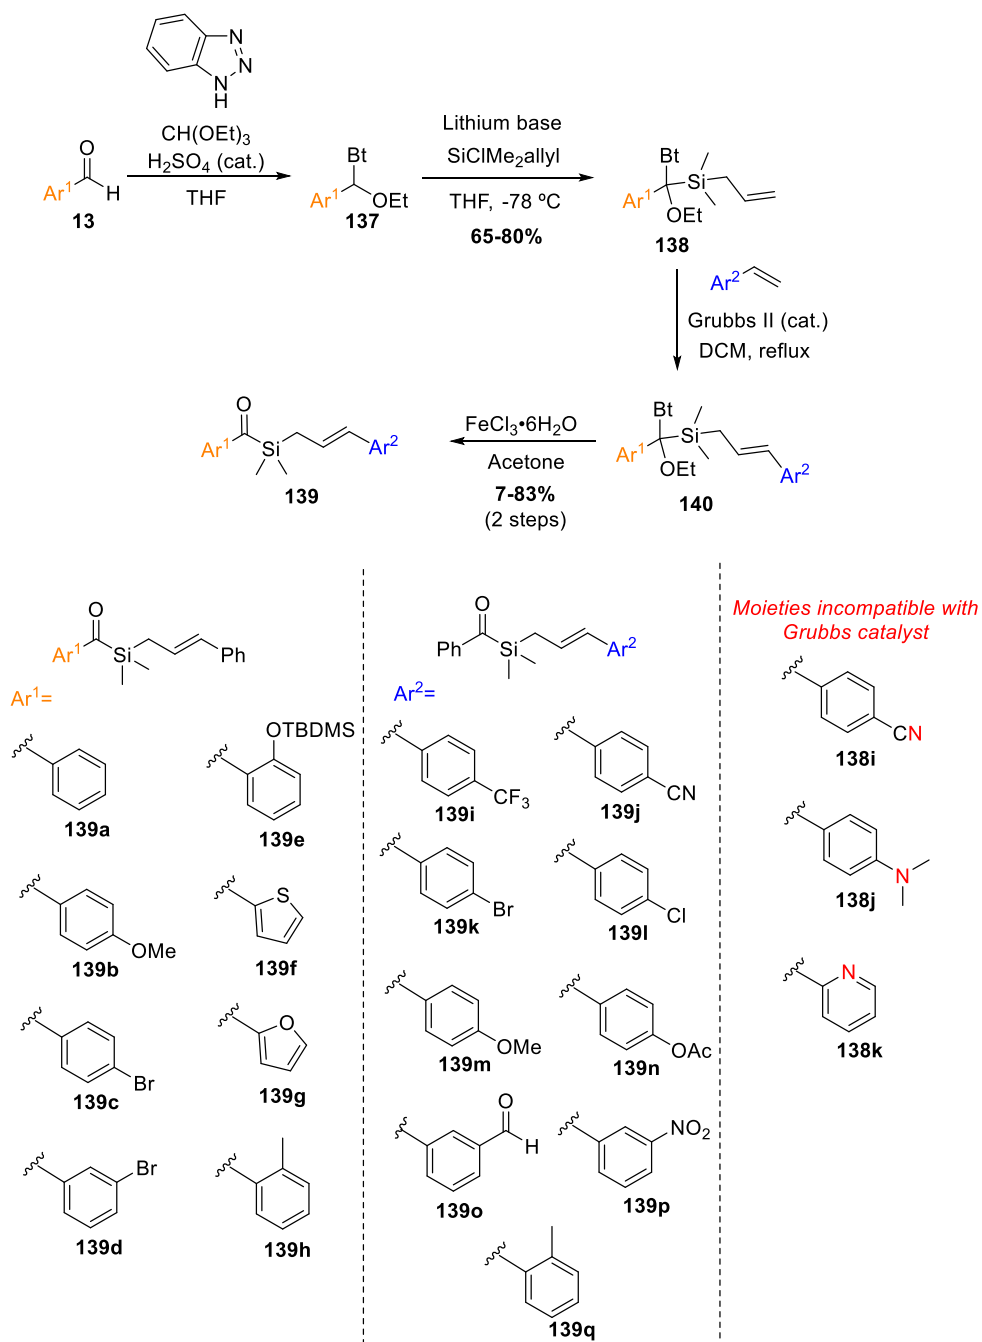 N
N
N
H
CH(OEt)3
H2SO4 (cat.)
THF
O
Ar1
H
13
Bt
Ar1
OEt
137
Lithium base
SiClMe2allyl
THF, -78 ºC
65-80%
Bt
Si
Ar1
OEt
138
Ar2
Grubbs II (cat.)
DCM, reflux
Bt
Si
Ar1
OEt
Ar2
140
FeCl3•6H2O
Acetone
7-83%
(2 steps)
O
Ar1
Si
Ar2
139
O
Ar1
Si
Ph
Ar1=
139a
OTBDMS
139e
OMe
139b
S
139f
Br
139c
O
139g
Br
139d
139h
O
Ph
Si
Ar2
Ar2=
CF3
139i
CN
139j
Br
139k
Cl
139l
OMe
139m
OAc
139n
O
H
139o
NO2
139p
139q
Moieties incompatible with
Grubbs catalyst
CN
138i
N
138j
N
138k